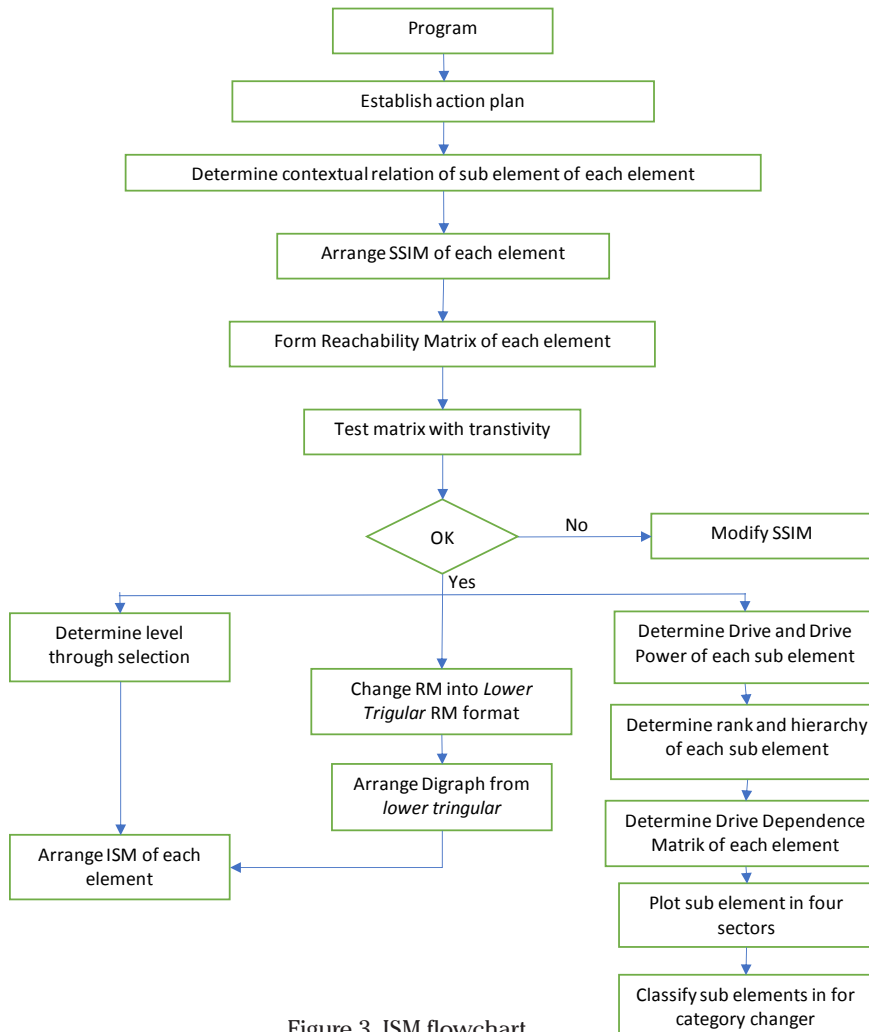 Program
Establish action plan
Determine contextual relation of sub element of each element
Arrange SSIM of each element
Form Reachability Matrix of each element
Test matrix with transtivity
OK
No
Modify SSIM
Yes
Determine level
through selection
Change RM into Lower
Trigular RM format
Arrange Digraph from
lower tringular
Arrange ISM of each
element
Determine Drive and Drive
Power of each sub element
Determine rank and hierarchy
of each sub element
Determine Drive Dependence
Matrik of each element
Plot sub element in four
sectors
Classify sub elements in for
category changer
Figure 3. ISM flowchart